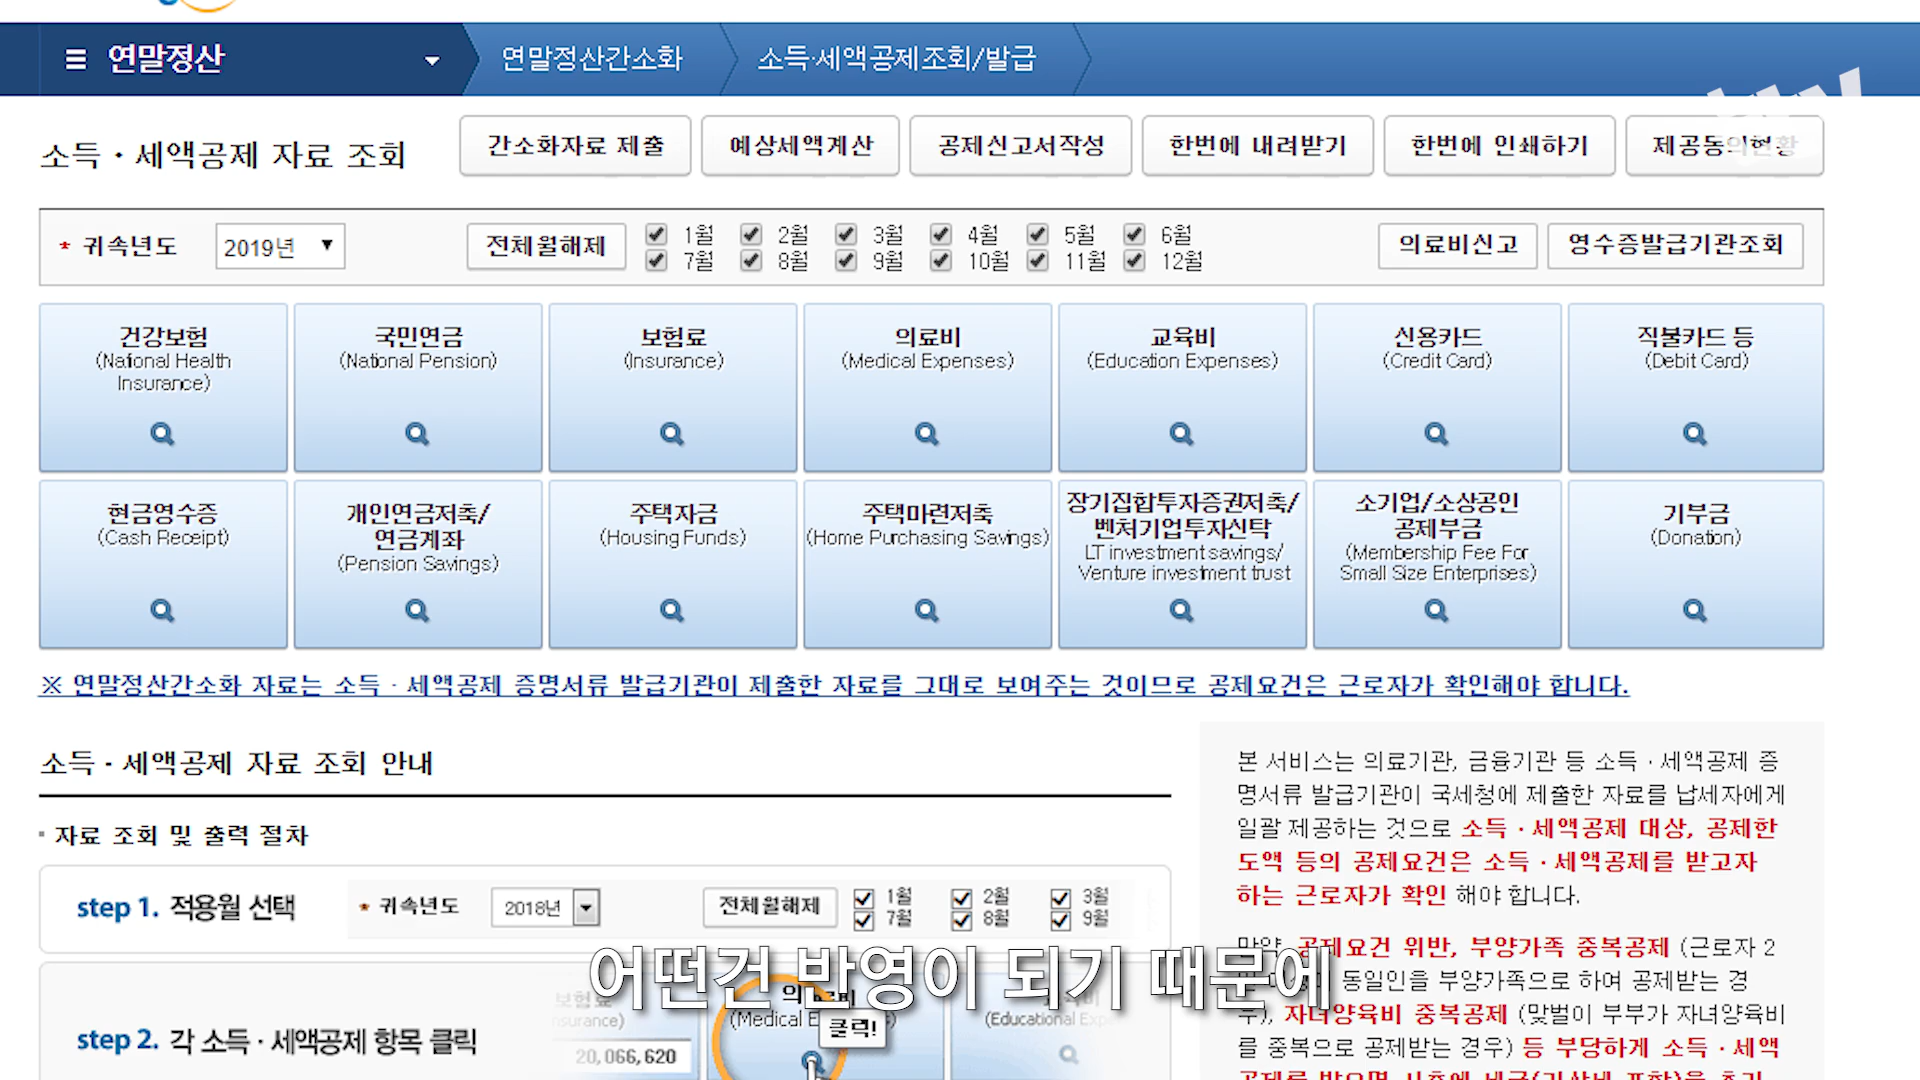 연말정산
연말정산간소화
소득·세액공제조회/발급
소득 · 세액공제 자료 조회
간소화자료 제출
예상세액계산
공제신고서작성
한번에 내려받기
한번에 인쇄하기
제공동의현황
* 귀속년도
2019년
전체월해제
1월 2월 3월 4월 5월 6월
7월 8월 9월 10월 11월 12월
의료비신고
영수증발급기관조회
건강보험
(National Health
Insurance)
국민연금
(National Pension)
보험료
(Insurance)
의료비
(Medical Expenses)
교육비
(Education Expenses)
신용카드
(Credit Card)
직불카드 등
(Debit Card)
현금영수증
(Cash Receipt)
개인연금저축/
연금계좌
(Pension Savings)
주택자금
(Housing Funds)
주택마련저축
(Home Purchasing Savings)
장기집합투자증권저축/
벤처기업투자신탁
LT investment savings/
Venture investment trust
소기업/소상공인
공제부금
(Membership Fee For
Small Size Enterprises)
기부금
(Donation)
※ 연말정산간소화 자료는 소득 · 세액공제 증명서류 발급기관이 제출한 자료를 그대로 보여주는 것이므로 공제요건은 근로자가 확인해야 합니다.
소득 · 세액공제 자료 조회 안내
자료 조회 및 출력 절차
step 1. 적용월 선택
* 귀속년도
2018년
전체월해제
1월 2월 3월
7월 8월 9월
step 2. 각 소득 · 세액공제 항목 클릭
20,066,620
클릭!
어떤건 반영이 되기 때문에
본 서비스는 의료기관, 금융기관 등 소득 · 세액공제 증
명서류 발급기관이 국세청에 제출한 자료를 납세자에게
일괄 제공하는 것으로 소득 · 세액공제 대상, 공제한
도액 등의 공제요건은 소득 · 세액공제를 받고자
하는 근로자가 확인 해야 합니다.
공제요건 위반, 부양가족 중복공제 (근로자 2
동일인을 부양가족으로 하여 공제받는 경
우), 자녀양육비 중복공제 (맞벌이 부부가 자녀양육비
를 중복으로 공제받는 경우) 등 부당하게 소득 · 세액